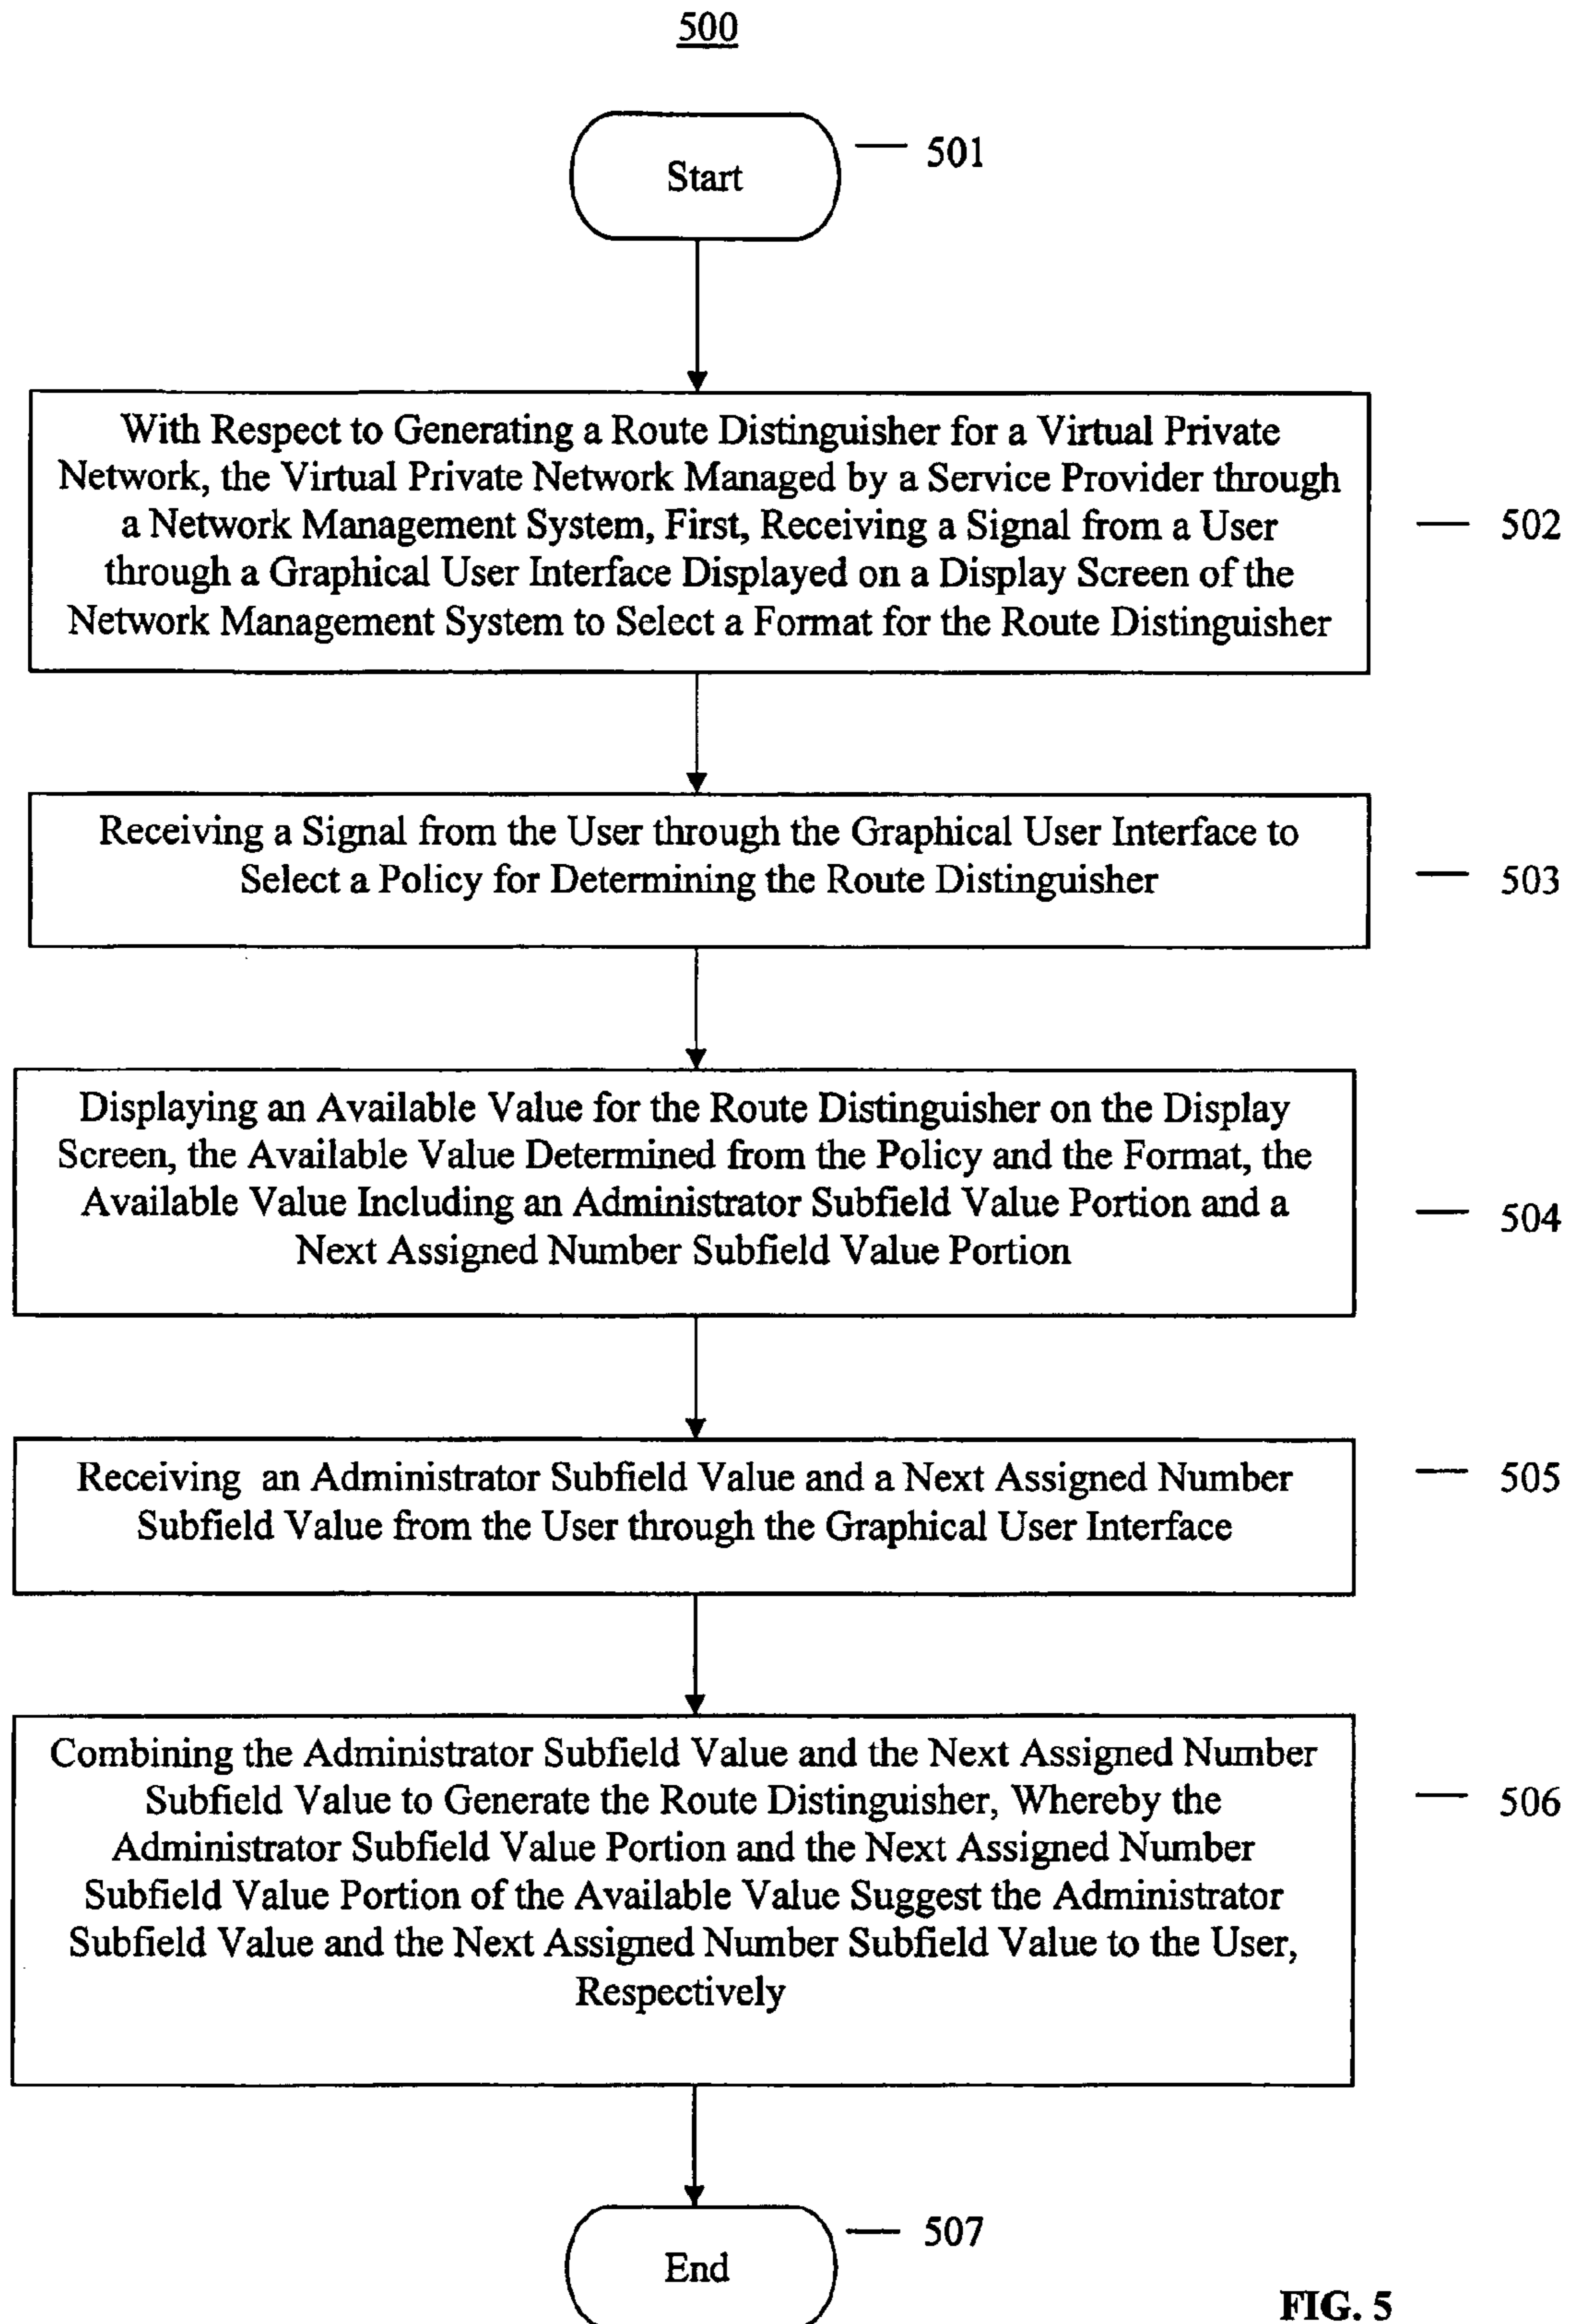 500
Start
501
With Respect to Generating a Route Distinguisher for a Virtual Private
Network, the Virtual Private Network Managed by a Service Provider through
a Network Management System, First, Receiving a Signal from a User
through a Graphical User Interface Displayed on a Display Screen of the
Network Management System to Select a Format for the Route Distinguisher
502
Receiving a Signal from the User through the Graphical User Interface to
Select a Policy for Determining the Route Distinguisher
503
Displaying an Available Value for the Route Distinguisher on the Display
Screen, the Available Value Determined from the Policy and the Format, the
Available Value Including an Administrator Subfield Value Portion and a
Next Assigned Number Subfield Value Portion
504
Receiving an Administrator Subfield Value and a Next Assigned Number
Subfield Value from the User through the Graphical User Interface
505
Combining the Administrator Subfield Value and the Next Assigned Number
Subfield Value to Generate the Route Distinguisher, Whereby the
Administrator Subfield Value Portion and the Next Assigned Number
Subfield Value Portion of the Available Value Suggest the Administrator
Subfield Value and the Next Assigned Number Subfield Value to the User,
Respectively
506
End
507
FIG. 5